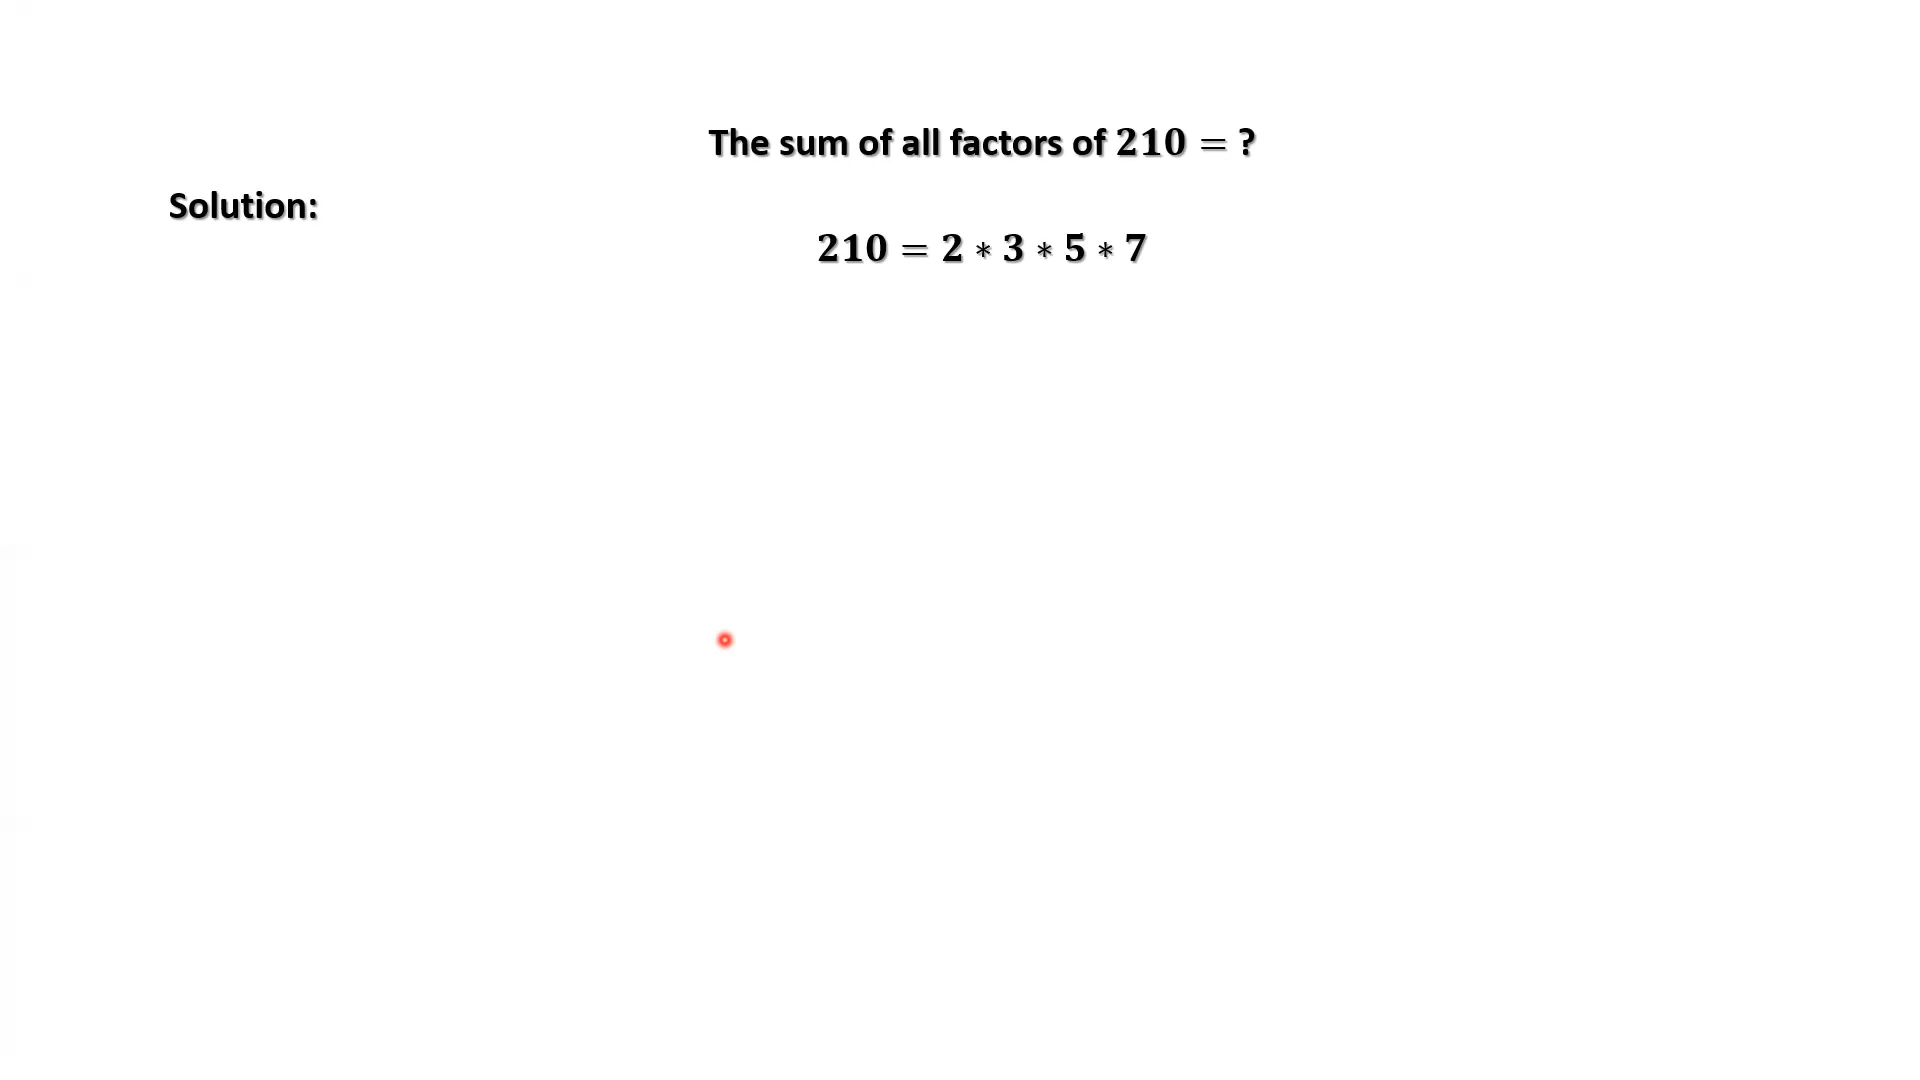 The sum of all factors of 210 = ?
Solution:
210 = 2 * 3 * 5 * 7